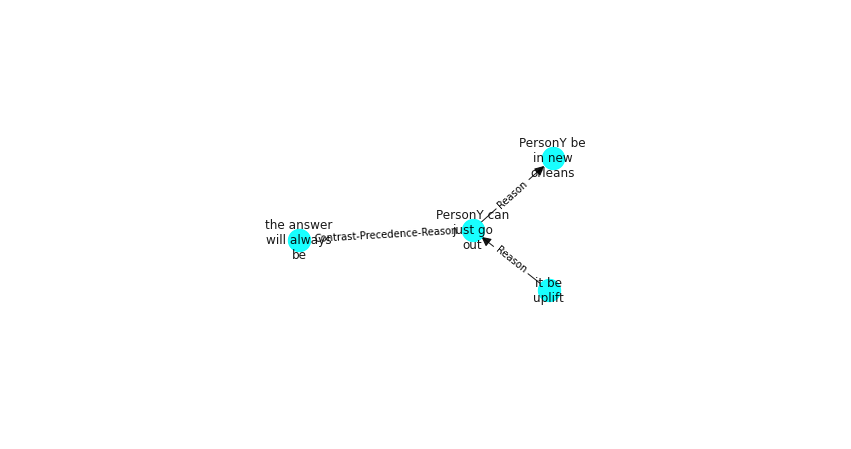 PersonY be
in new
orleans
Reason
PersonY can
just go
out
the answer
will always
be
Contrast-Precedence-Reason
Reason
it be
uplift